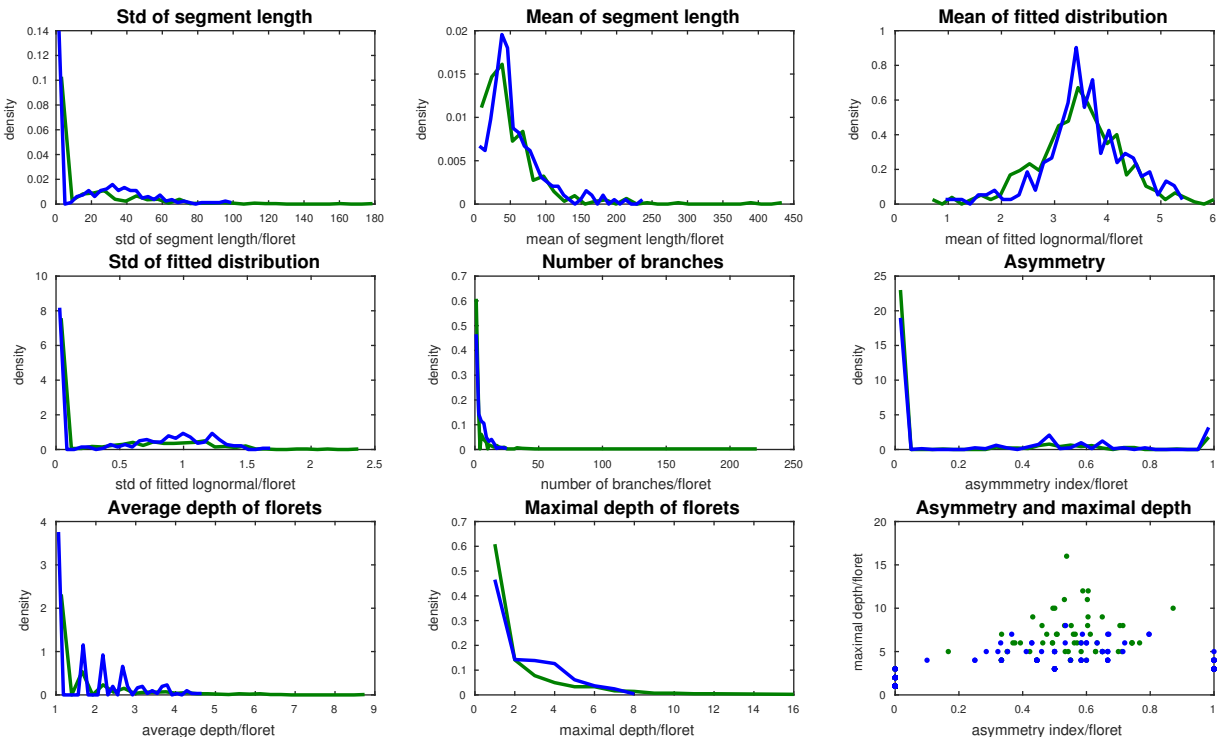 Std of segment length
0.14
0.12
0.1
0.08
0.06
0.04
0.02
0
density
0 20 40 60 80 100 120 140 160 180
std of segment length/floret
Mean of segment length
0.02
0.015
0.01
0.005
0
density
0 50 100 150 200 250 300 350 400 450
mean of segment length/floret
Mean of fitted distribution
1
0.8
0.6
0.4
0.2
0
density
0 1 2 3 4 5 6
mean of fitted lognormal/floret
Std of fitted distribution
10
8
6
4
2
0
density
0 0.5 1 1.5 2 2.5
std of fitted lognormal/floret
Number of branches
0.7
0.6
0.5
0.4
0.3
0.2
0.1
0
density
0 50 100 150 200 250
number of branches/floret
Asymmetry
25
20
15
10
5
0
density
0 0.2 0.4 0.6 0.8 1
asymmmetry index/floret
Average depth of florets
4
3
2
1
0
density
1 2 3 4 5 6 7 8 9
average depth/floret
Maximal depth of florets
0.7
0.6
0.5
0.4
0.3
0.2
0.1
0
density
0 2 4 6 8 10 12 14 16
maximal depth/floret
Asymmetry and maximal depth
20
15
10
5
0
maximal depth/floret
0 0.2 0.4 0.6 0.8 1
asymmetry index/floret